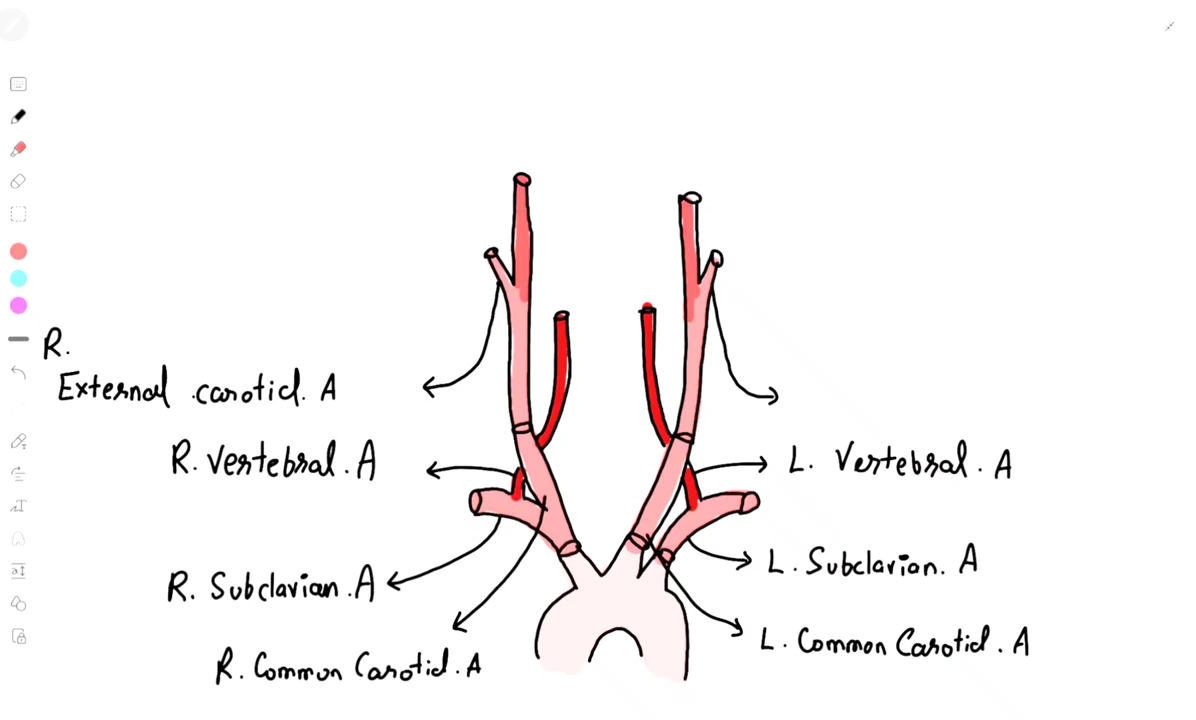 R.
External carotid. A
R. Vertebral. A
L. Vertebral. A
R. Subclavian. A
L. Subclavian. A
R. Common Carotid. A
L. Common Carotid. A